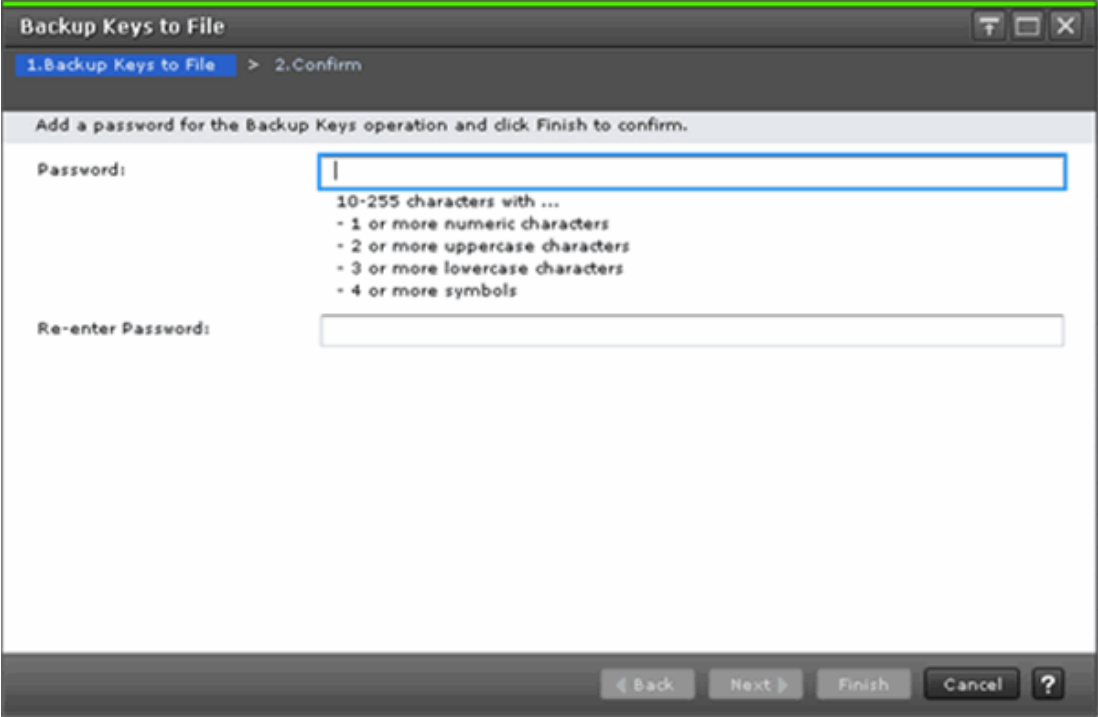 Backup Keys to File
1.Backup Keys to File > 2.Confirm
Add a password for the Backup Keys operation and click Finish to confirm.
Password:
10-255 characters with ...
- 1 or more numeric characters
- 2 or more uppercase characters
- 3 or more lowercase characters
- 4 or more symbols
Re-enter Password:
Back Next Finish Cancel ?